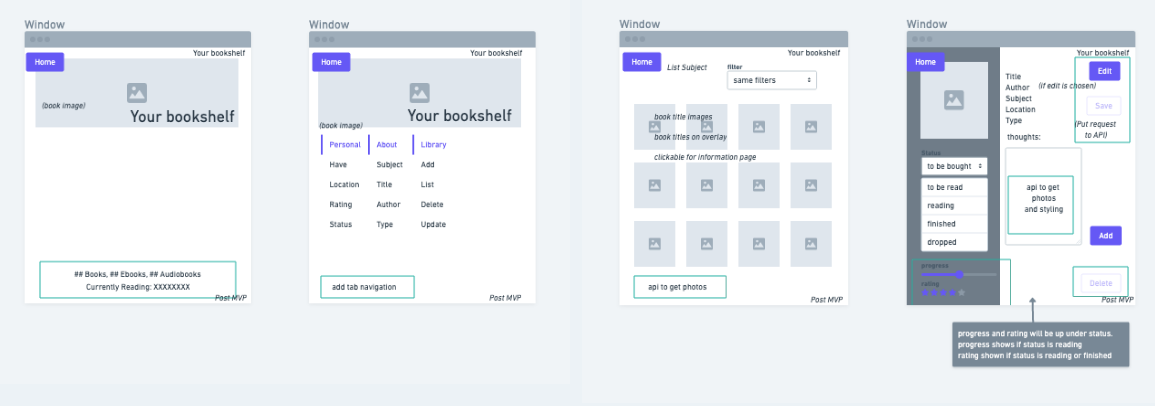 Window
Your bookshelf
Home
(book image)
Your bookshelf
## Books, ## Ebooks, ## Audiobooks
Currently Reading: XXXXXXXX
Post MVP
Window
Your bookshelf
Home
Your bookshelf
(book image)
Personal About Library
Have Subject Add
Location Title List
Rating Author Delete
Status Type Update
add tab navigation
Post MVP
Window
Your bookshelf
Home
List Subject
filter
same filters
book title images
book titles on overlay
clickable for information page
api to get photos
Post MVP
Window
Your bookshelf
Home
Edit
Title
Author
(if edit is chosen)
Subject
Location
Type
Save
(Put request
to API)
thoughts:
Status
to be bought
to be read
reading
finished
dropped
api to get
photos
and styling
Add
progress
rating
Delete
Post MVP
progress and rating will be up under status.
progress shows if status is reading
rating shown if status is reading or finished